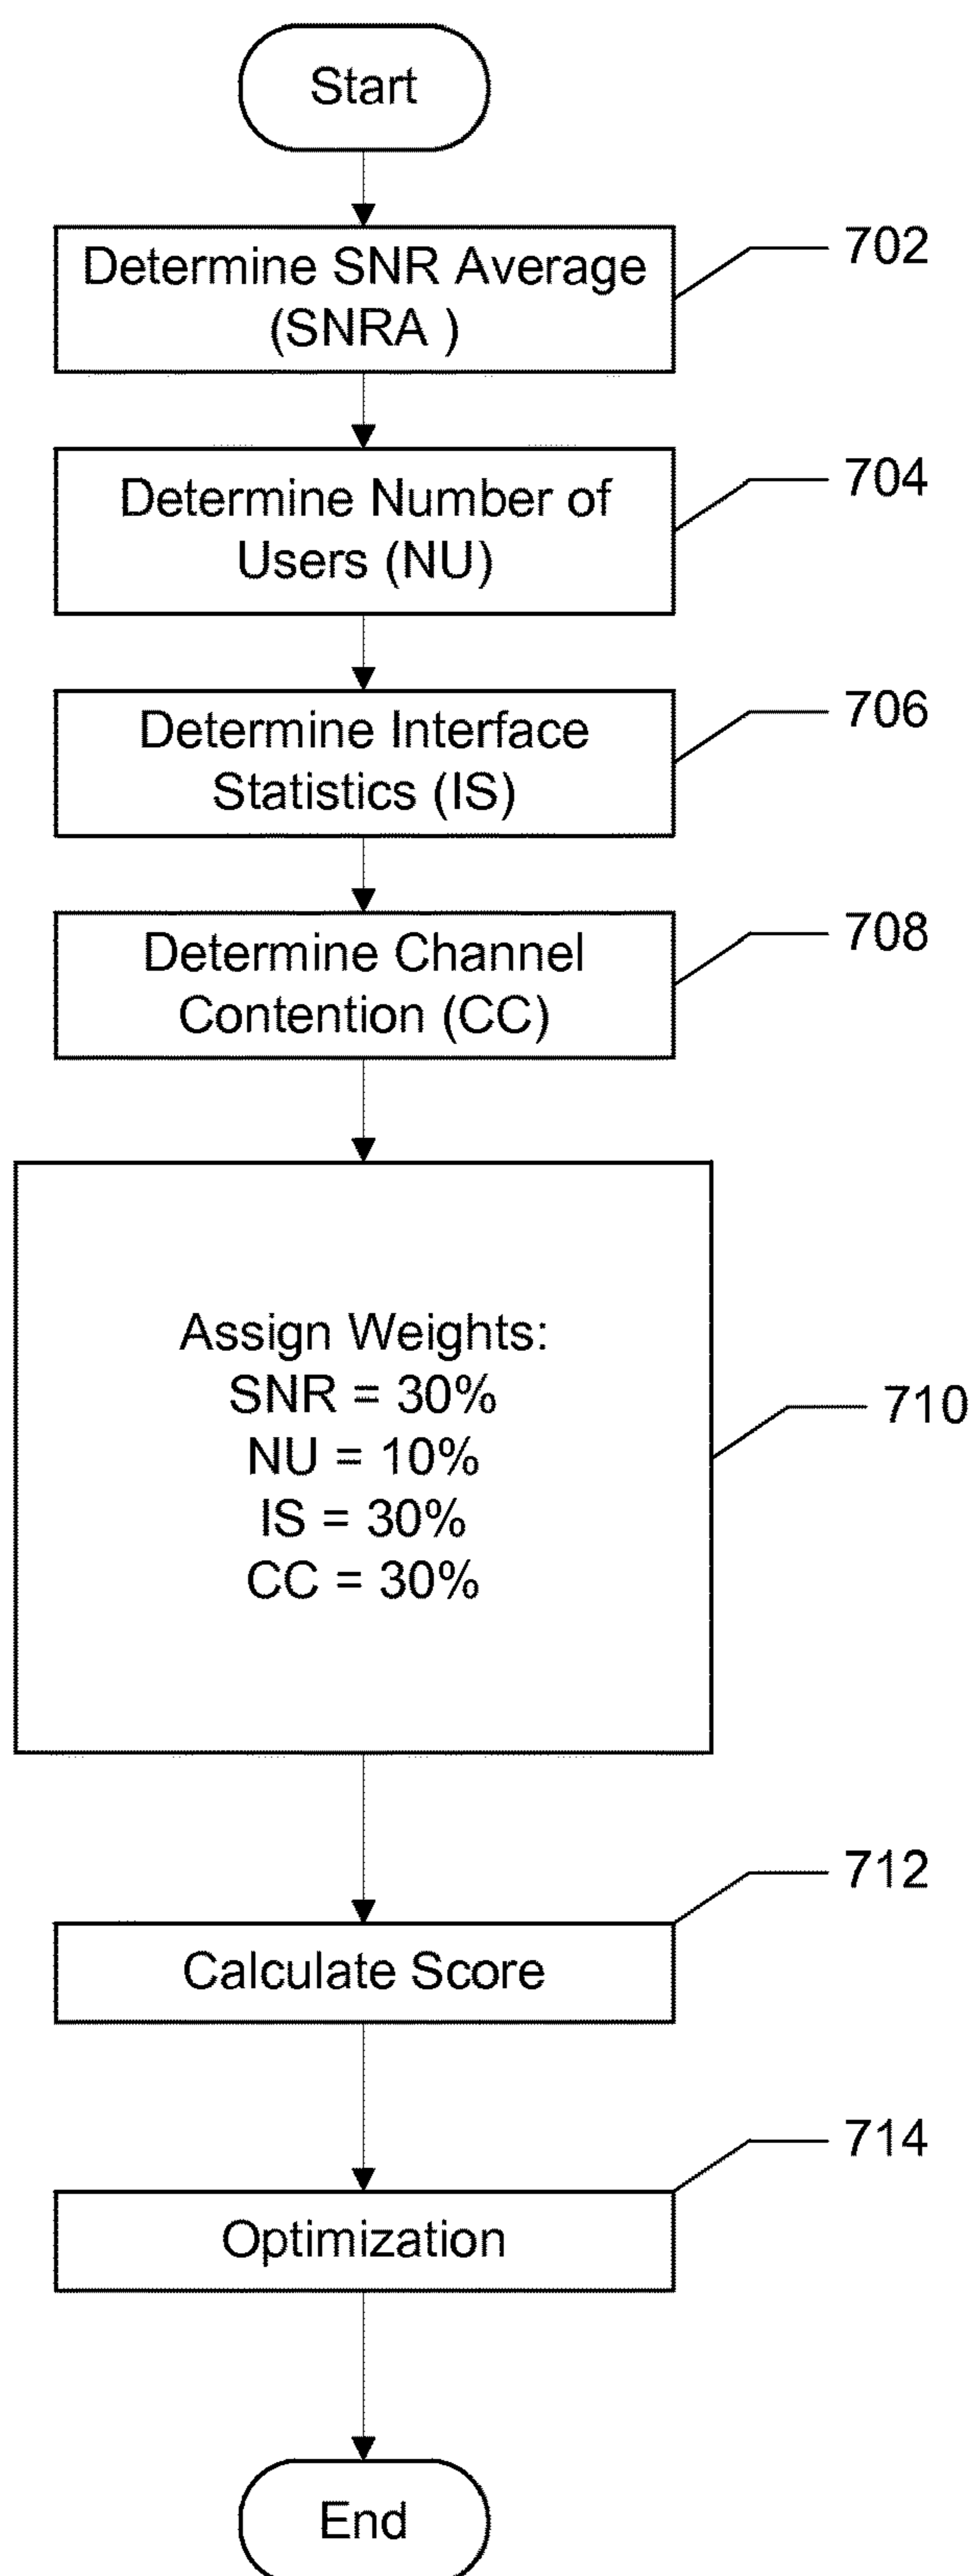 Start
Determine SNR Average
(SNRA )
702
Determine Number of
Users (NU)
704
Determine Interface
Statistics (IS)
706
Determine Channel
Contention (CC)
708
Assign Weights:
SNR = 30%
NU = 10%
IS = 30%
CC = 30%
710
Calculate Score
712
Optimization
714
End